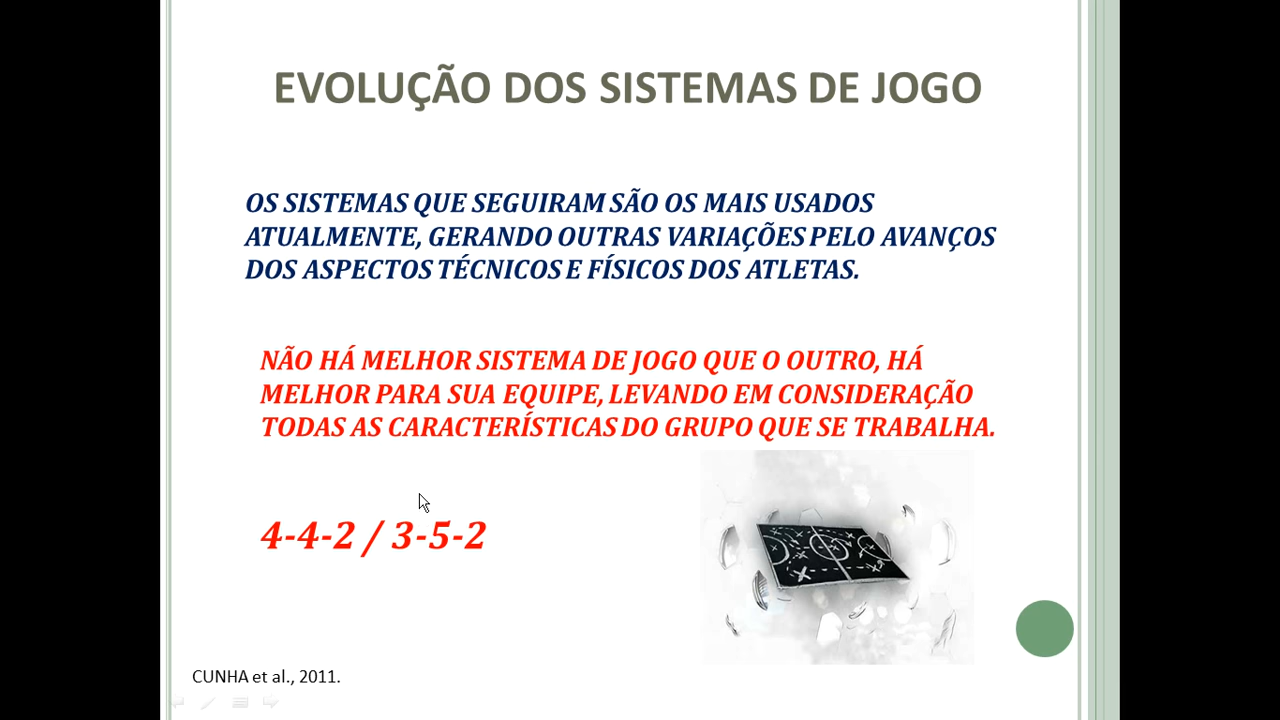 EVOLUÇÃO DOS SISTEMAS DE JOGO
OS SISTEMAS QUE SEGUIRAM SÃO OS MAIS USADOS
ATUALMENTE, GERANDO OUTRAS VARIAÇÕES PELO AVANÇOS
DOS ASPECTOS TÉCNICOS E FÍSICOS DOS ATLETAS.
NÃO HÁ MELHOR SISTEMA DE JOGO QUE O OUTRO, HÁ
MELHOR PARA SUA EQUIPE, LEVANDO EM CONSIDERAÇÃO
TODAS AS CARACTERÍSTICAS DO GRUPO QUE SE TRABALHA.
4-4-2 / 3-5-2
CUNHA et al., 2011.